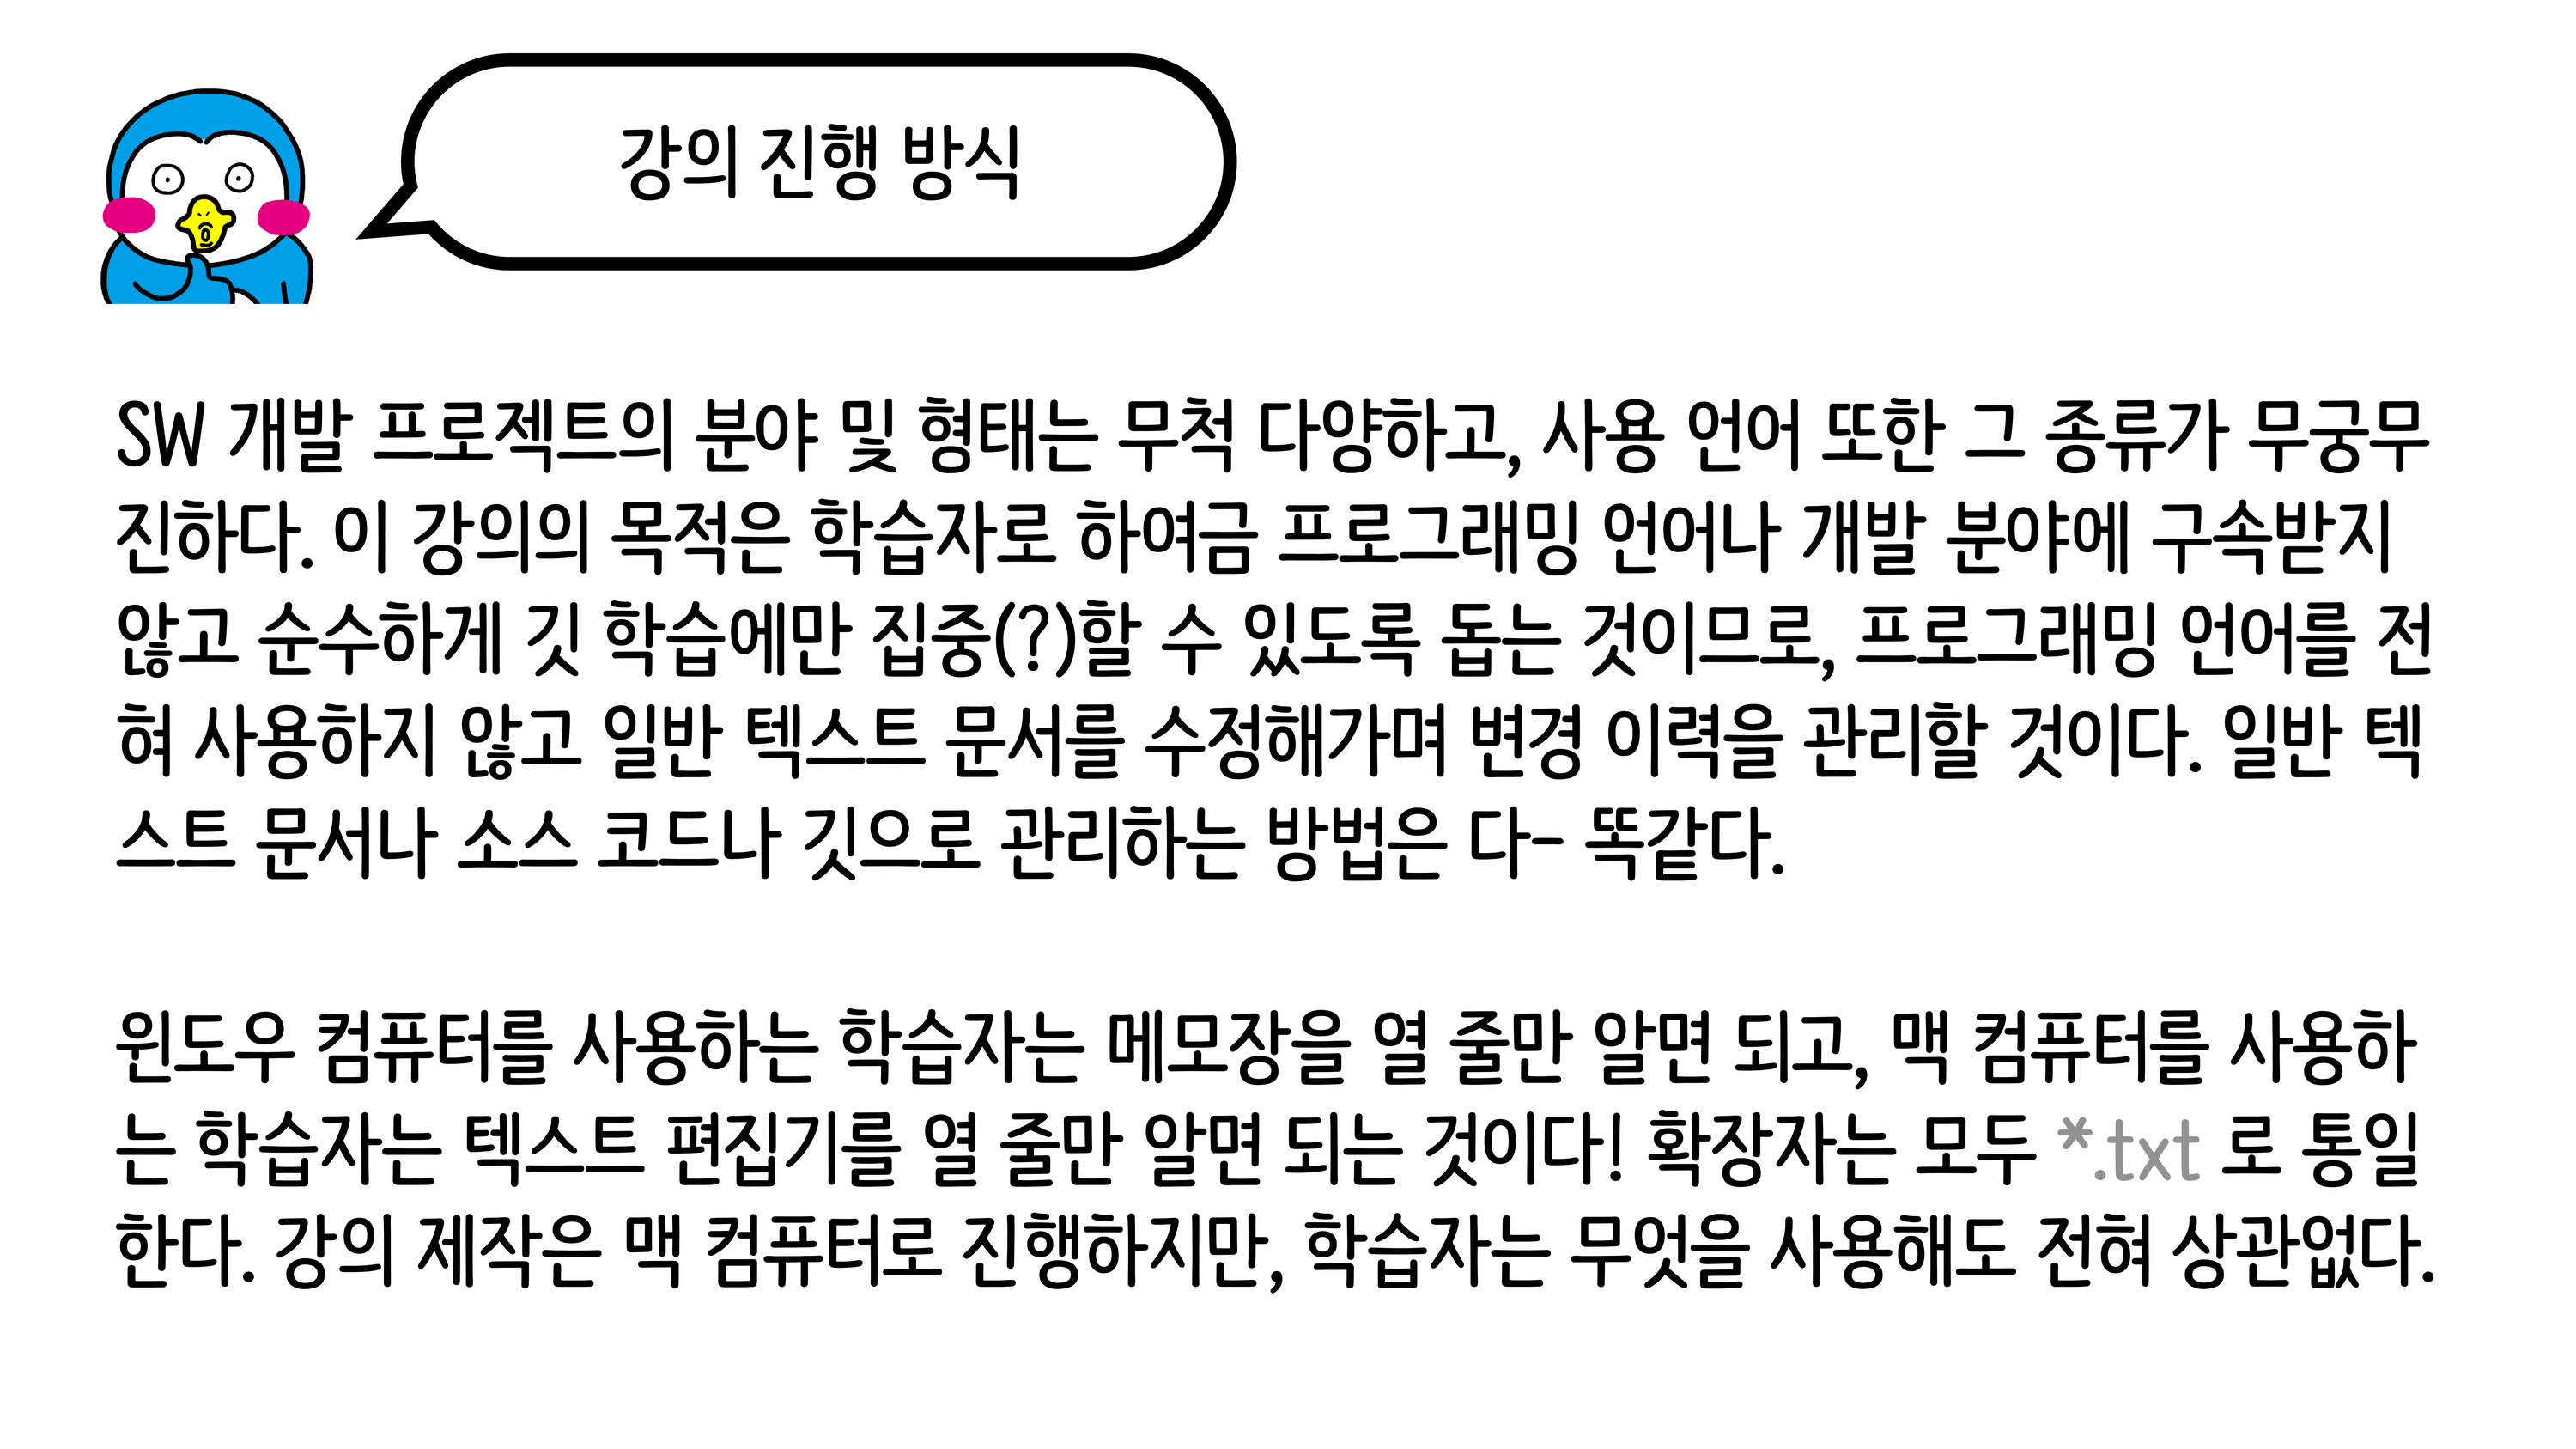 강의 진행 방식
SW 개발 프로젝트의 분야 및 형태는 무척 다양하고, 사용 언어 또한 그 종류가 무궁무
진하다. 이 강의의 목적은 학습자로 하여금 프로그래밍 언어나 개발 분야에 구속받지
않고 순수하게 깃 학습에만 집중(?)할 수 있도록 돕는 것이므로, 프로그래밍 언어를 전
혀 사용하지 않고 일반 텍스트 문서를 수정해가며 변경 이력을 관리할 것이다. 일반 텍
스트 문서나 소스 코드나 깃으로 관리하는 방법은 다- 똑같다.
윈도우 컴퓨터를 사용하는 학습자는 메모장을 열 줄만 알면 되고, 맥 컴퓨터를 사용하
는 학습자는 텍스트 편집기를 열 줄만 알면 되는 것이다! 확장자는 모두 *.txt 로 통일
한다. 강의 제작은 맥 컴퓨터로 진행하지만, 학습자는 무엇을 사용해도 전혀 상관없다.